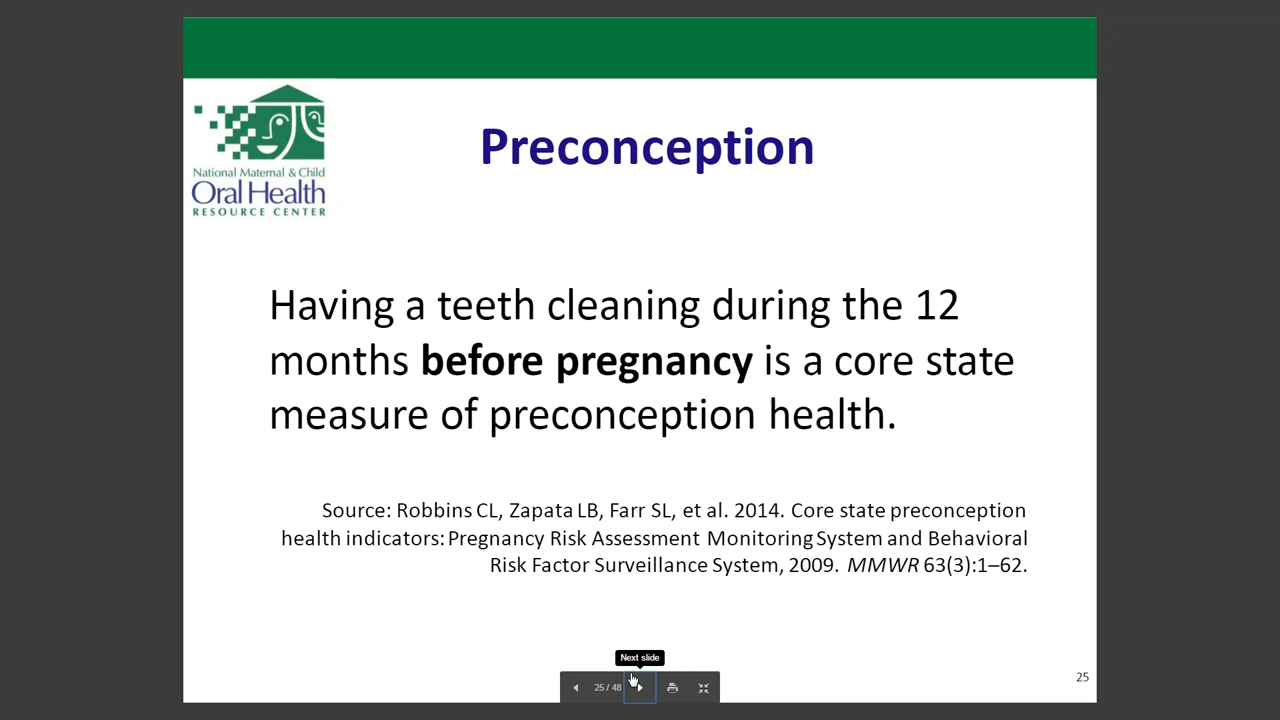 National Maternal & Child
Oral Health
RESOURCE CENTER
Preconception
Having a teeth cleaning during the 12
months before pregnancy is a core state
measure of preconception health.
Source: Robbins CL, Zapata LB, Farr SL, et al. 2014. Core state preconception
health indicators: Pregnancy Risk Assessment Monitoring System and Behavioral
Risk Factor Surveillance System, 2009. MMWR 63(3):1–62.
Next slide
25 / 48
25